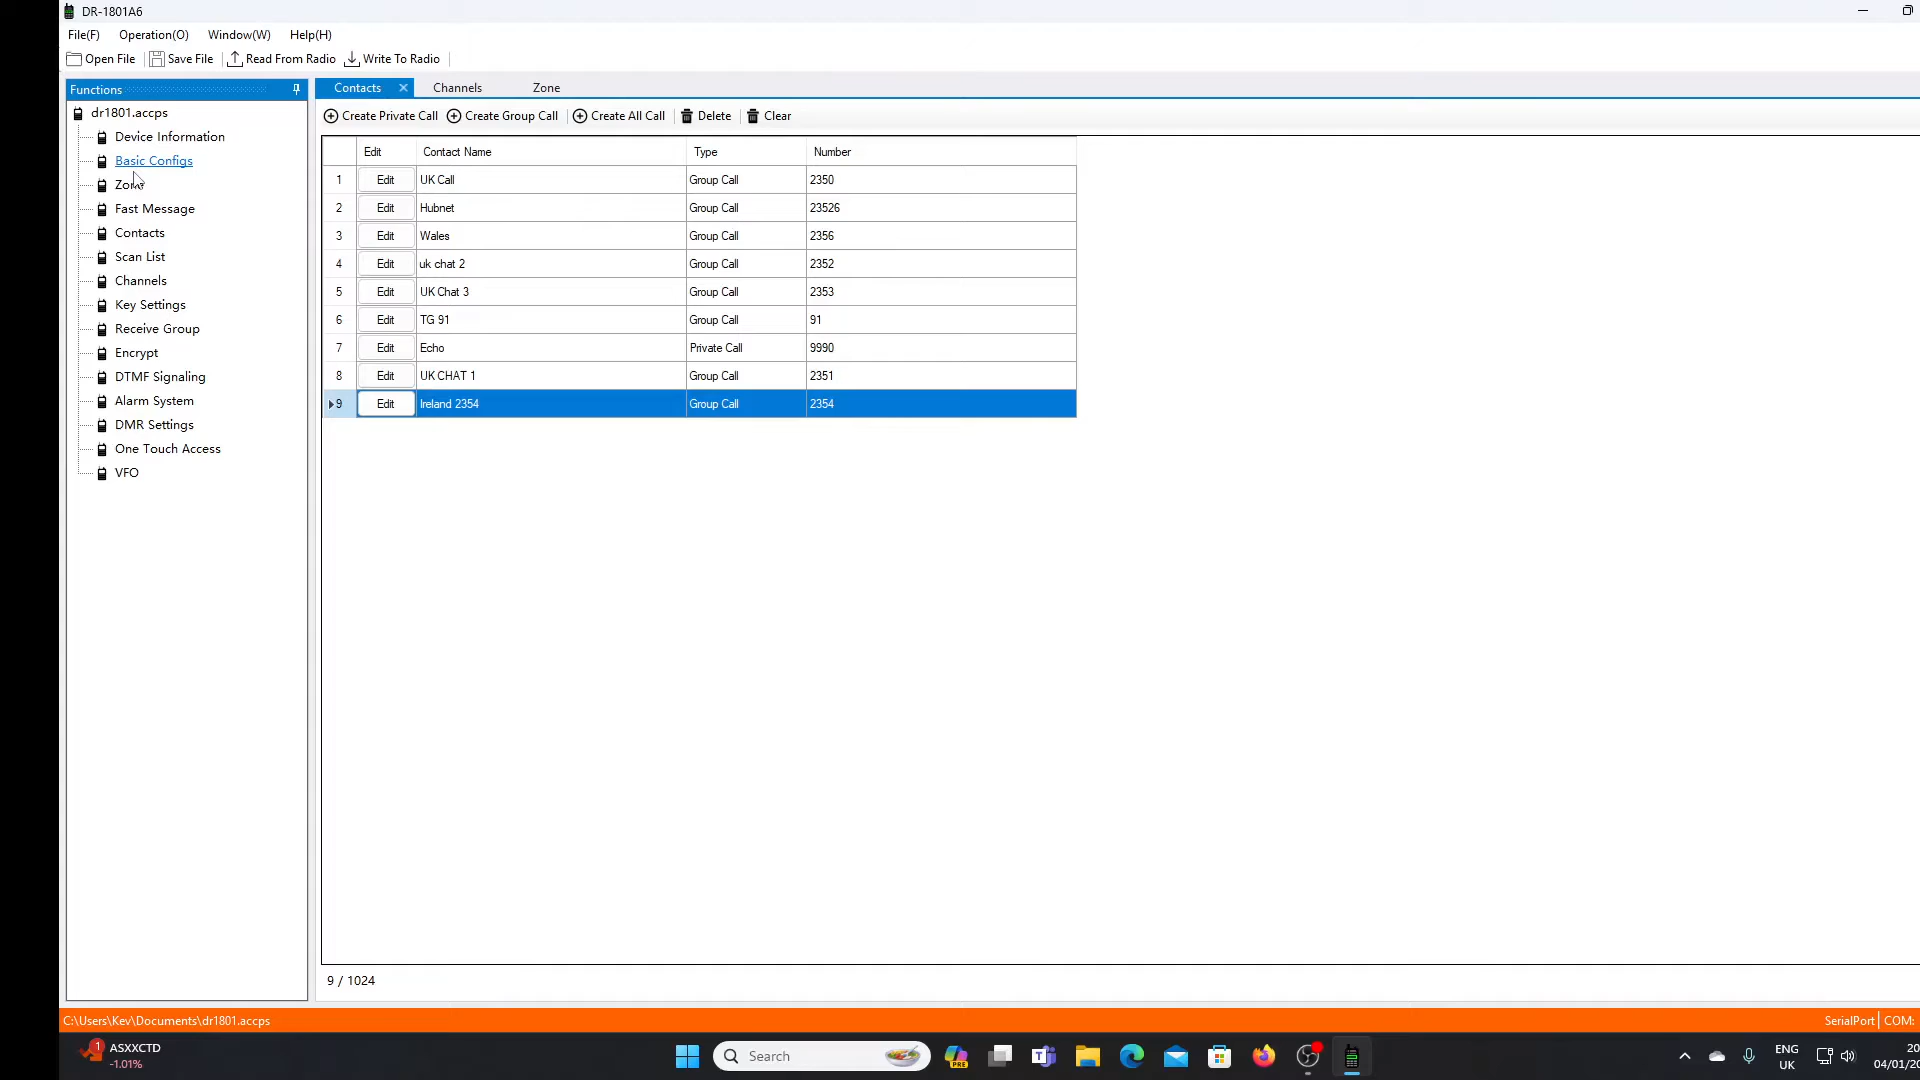 DR-1801A6
File(F) Operation(O) Window(W) Help(H)
Open File Save File Read From Radio Write To Radio
Functions
dr1801.accps
Device Information
Basic Configs
Zone
Fast Message
Contacts
Scan List
Channels
Key Settings
Receive Group
Encrypt
DTMF Signaling
Alarm System
DMR Settings
One Touch Access
VFO
Contacts Channels Zone
Create Private Call Create Group Call Create All Call Delete Clear
Edit Contact Name Type Number
1 Edit UK Call Group Call 2350
2 Edit Hubnet Group Call 23526
3 Edit Wales Group Call 2356
4 Edit uk chat 2 Group Call 2352
5 Edit UK Chat 3 Group Call 2353
6 Edit TG 91 Group Call 91
7 Edit Echo Private Call 9990
8 Edit UK CHAT 1 Group Call 2351
9 Edit Ireland 2354 Group Call 2354
9 / 1024
C:\Users\Kev\Documents\dr1801.accps SerialPort COM:
1 ASXXCTD
-1.01%
Search
PRE
ENG
UK
20
04/01/20